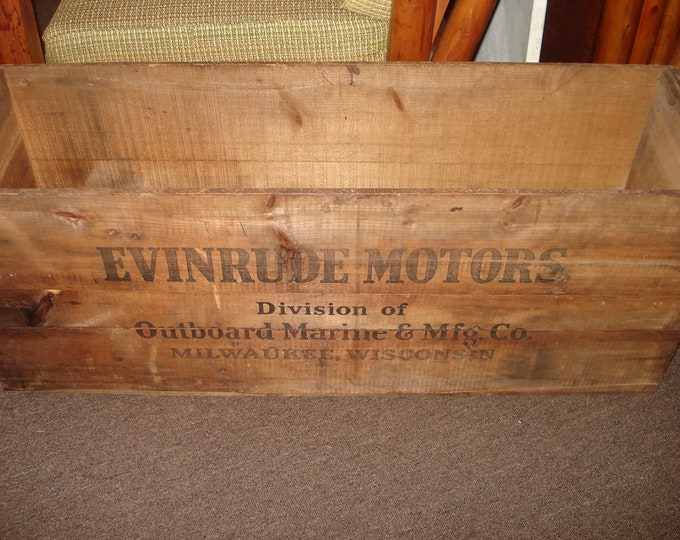 EVINRUDE MOTORS
Division of
Outboard Marine & Mfg. Co.
MILWAUKEE, WISCONSIN